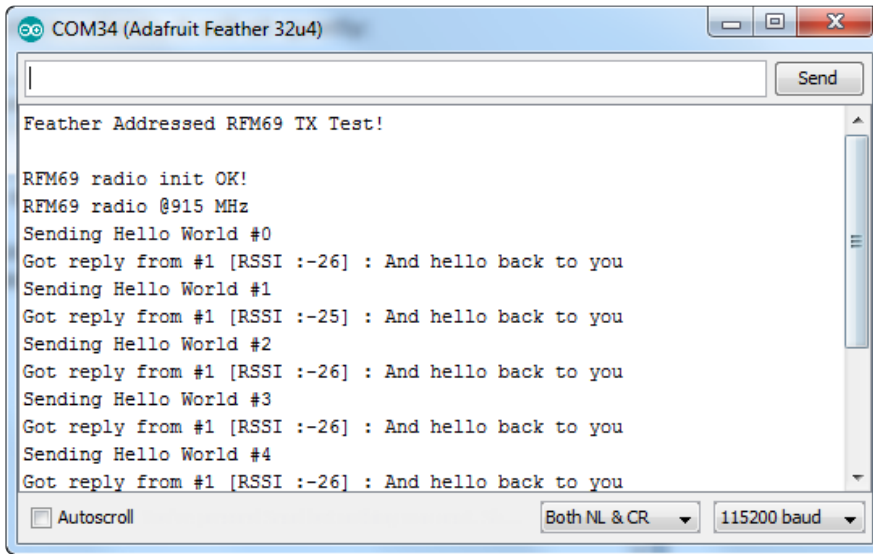 COM34 (Adafruit Feather 32u4)
Send
Feather Addressed RFM69 TX Test!
RFM69 radio init OK!
RFM69 radio @915 MHz
Sending Hello World #0
Got reply from #1 [RSSI :-26] : And hello back to you
Sending Hello World #1
Got reply from #1 [RSSI :-25] : And hello back to you
Sending Hello World #2
Got reply from #1 [RSSI :-26] : And hello back to you
Sending Hello World #3
Got reply from #1 [RSSI :-26] : And hello back to you
Sending Hello World #4
Got reply from #1 [RSSI :-26] : And hello back to you
Autoscroll Both NL & CR 115200 baud